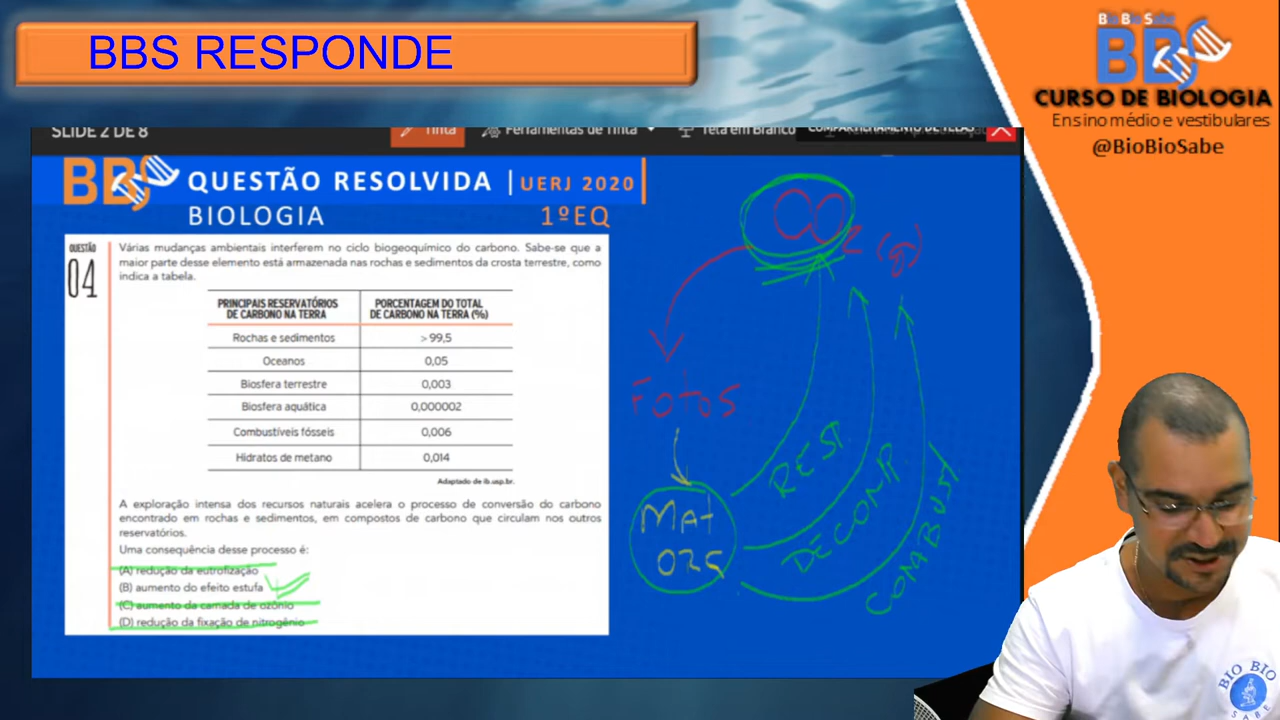 BBS RESPONDE
Bio Bio Sabe
BBS
CURSO DE BIOLOGIA
Ensino médio e vestibulares
@BioBioSabe
SLIDE 2 DE 8
Tinta
Ferramentas de Tinta
Tela em Branco
COMPARTILHAMENTO DE TELAS
BBS
QUESTÃO RESOLVIDA | UERJ 2020
BIOLOGIA
1ºEQ
QUESTÃO
04
Várias mudanças ambientais interferem no ciclo biogeoquímico do carbono. Sabe-se que a
maior parte desse elemento está armazenada nas rochas e sedimentos da crosta terrestre, como
indica a tabela.
PRINCIPAIS RESERVATÓRIOS
DE CARBONO NA TERRA
PORCENTAGEM DO TOTAL
DE CARBONO NA TERRA (%)
Rochas e sedimentos > 99,5
Oceanos 0,05
Biosfera terrestre 0,003
Biosfera aquática 0,000002
Combustíveis fósseis 0,006
Hidratos de metano 0,014
Adaptado de ib.usp.br.
A exploração intensa dos recursos naturais acelera o processo de conversão do carbono
encontrado em rochas e sedimentos, em compostos de carbono que circulam nos outros
reservatórios.
Uma consequência desse processo é:
(A) redução da eutrofização
(B) aumento do efeito estufa
(C) aumento da camada de ozônio
(D) redução da fixação de nitrogênio
CO2 (g)
FOTOS
MAT
ORG
RESP
DECOMP
COMBUST
BIO BIO
SABE